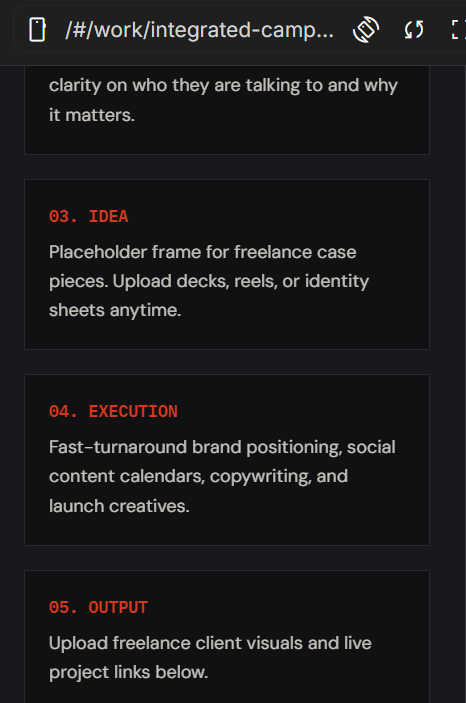 /#/work/integrated-camp...
clarity on who they are talking to and why
it matters.
03. IDEA
Placeholder frame for freelance case
pieces. Upload decks, reels, or identity
sheets anytime.
04. EXECUTION
Fast-turnaround brand positioning, social
content calendars, copywriting, and
launch creatives.
05. OUTPUT
Upload freelance client visuals and live
project links below.